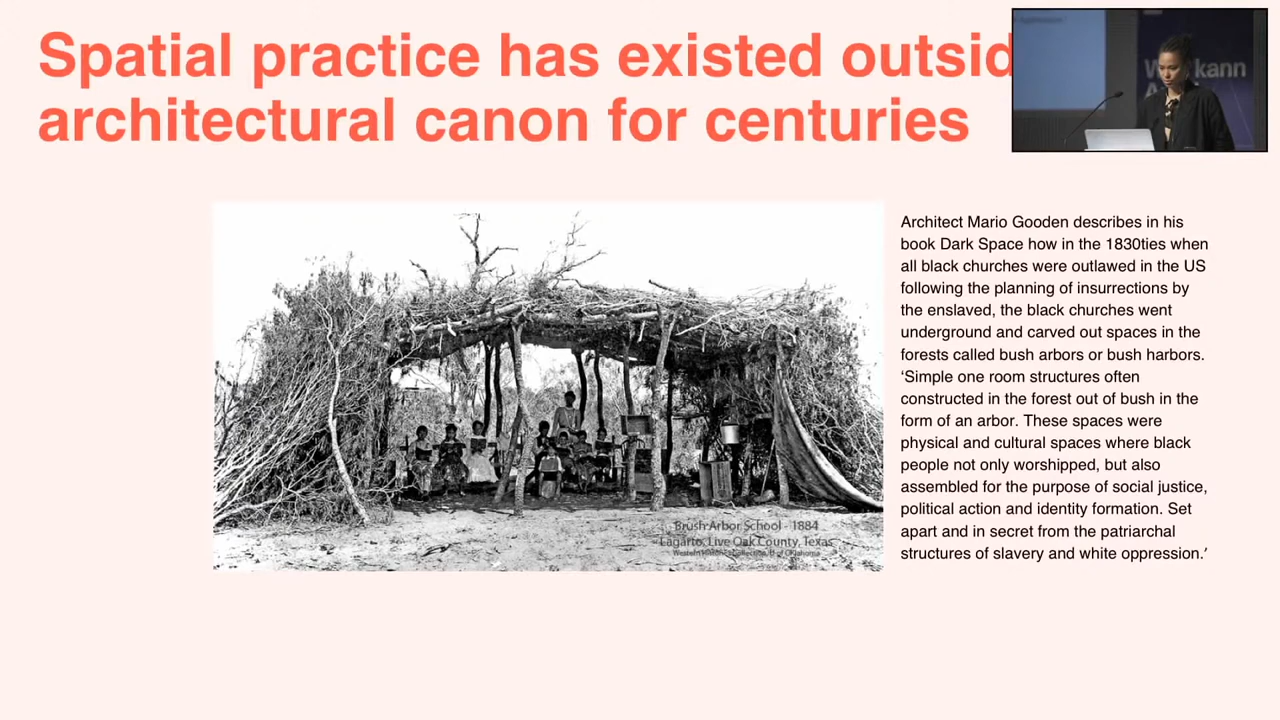 Spatial practice has existed outsid
architectural canon for centuries
kann
Architect Mario Gooden describes in his
book Dark Space how in the 1830ties when
all black churches were outlawed in the US
following the planning of insurrections by
the enslaved, the black churches went
underground and carved out spaces in the
forests called bush arbors or bush harbors.
‘Simple one room structures often
constructed in the forest out of bush in the
form of an arbor. These spaces were
physical and cultural spaces where black
people not only worshipped, but also
assembled for the purpose of social justice,
political action and identity formation. Set
apart and in secret from the patriarchal
structures of slavery and white oppression.’
Brush Arbor School - 1884
Lagarto, Live Oak County, Texas
Western History Collection, U of Oklahoma